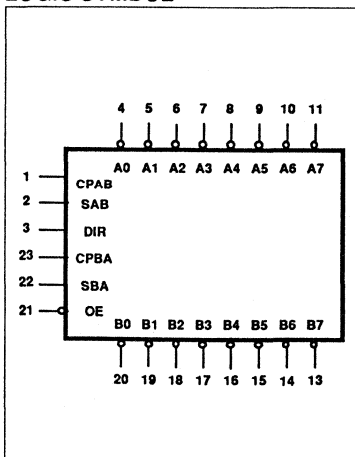 4 5 6 7 8 9 10 11
A0 A1 A2 A3 A4 A5 A6 A7
1 CPAB
2 SAB
3 DIR
23 CPBA
22 SBA
21 OE
B0 B1 B2 B3 B4 B5 B6 B7
20 19 18 17 16 15 14 13